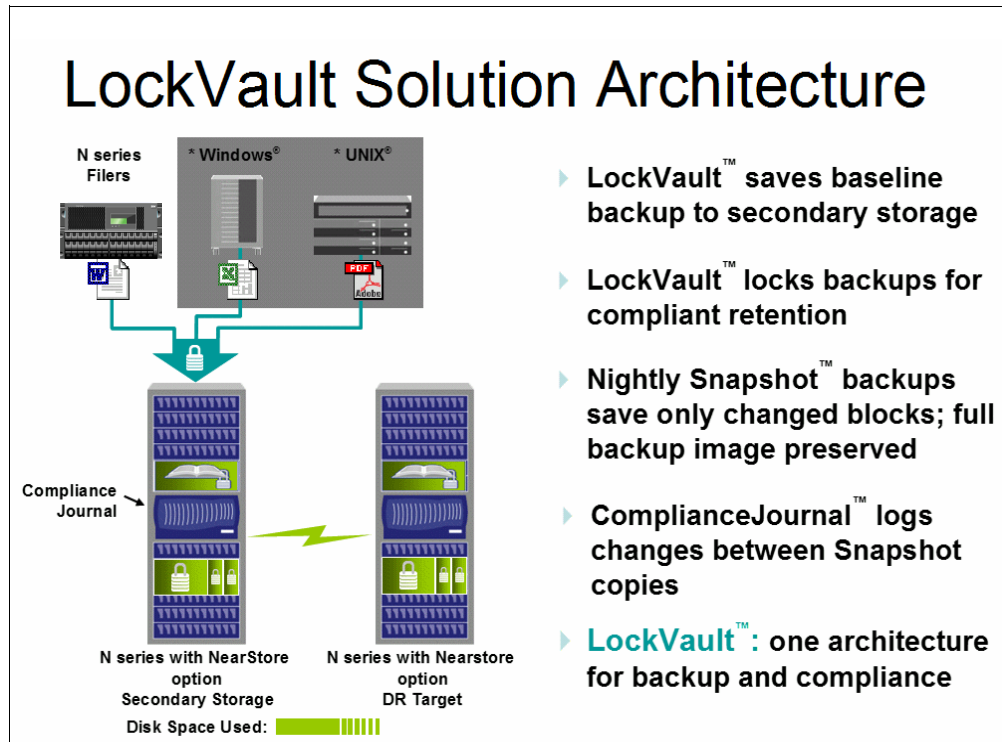 LockVault Solution Architecture
N series
Filers
* Windows®
* UNIX®
W
X
PDF
Adobe
Compliance
Journal
N series with NearStore
option
Secondary Storage
N series with Nearstore
option
DR Target
Disk Space Used:
LockVault™ saves baseline
backup to secondary storage
LockVault™ locks backups for
compliant retention
Nightly Snapshot™ backups
save only changed blocks; full
backup image preserved
ComplianceJournal™ logs
changes between Snapshot
copies
LockVault™: one architecture
for backup and compliance